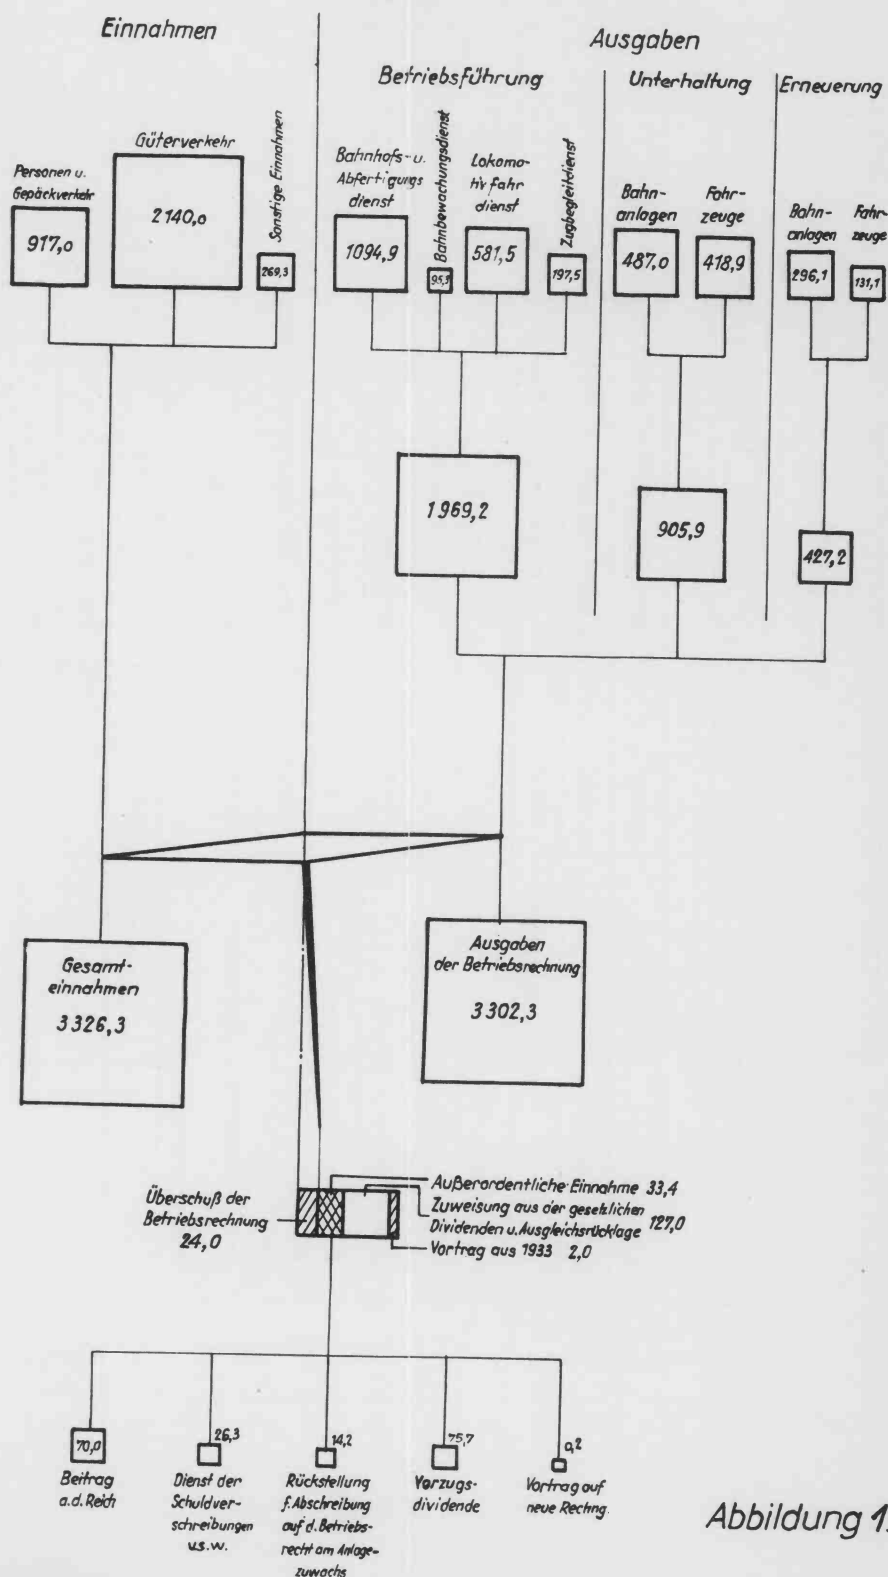 Einnahmen
Ausgaben
Betriebsführung
Unterhaltung
Erneuerung
Personen u.
Gepäckverkehr
917,0
Güterverkehr
2140,0
Sonstige Einnahmen
269,3
Bahnhofs- u.
Abfertigungs
dienst
1094,9
Bahnbewachungsdienst
95,3
Lokomo-
tivfahr
dienst
581,5
Zugbegleitdienst
197,5
Bahn-
anlagen
487,0
Fahr-
zeuge
418,9
Bahn-
anlagen
296,1
Fahr-
zeuge
131,1
1969,2
905,9
427,2
Gesamt-
einnahmen
3326,3
Ausgaben
der Betriebsrechnung
3302,3
Überschuß der
Betriebsrechnung
24,0
Außerordentliche Einnahme 33,4
Zuweisung aus der gesetzlichen
Dividenden u. Ausgleichsrücklage 127,0
Vortrag aus 1933 2,0
70,0
Beitrag
a.d. Reich
26,3
Dienst der
Schuldver-
schreibungen
u.s.w.
14,2
Rückstellung
f. Abschreibung
auf d. Betriebs-
recht am Anlage-
zuwachs
75,7
Vorzugs-
dividende
0,2
Vortrag auf
neue Rechng.
Abbildung 1.